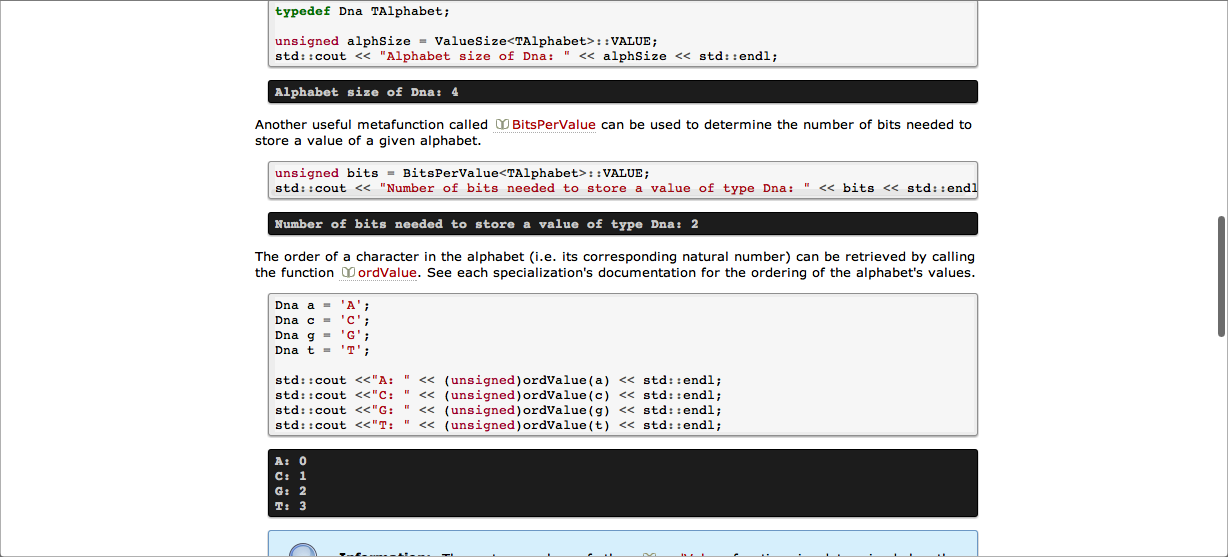 typedef Dna TAlphabet;
unsigned alphSize = ValueSize<TAlphabet>::VALUE;
std::cout << "Alphabet size of Dna: " << alphSize << std::endl;
Alphabet size of Dna: 4
Another useful metafunction called BitsPerValue can be used to determine the number of bits needed to
store a value of a given alphabet.
unsigned bits = BitsPerValue<TAlphabet>::VALUE;
std::cout << "Number of bits needed to store a value of type Dna: " << bits << std::endl
Number of bits needed to store a value of type Dna: 2
The order of a character in the alphabet (i.e. its corresponding natural number) can be retrieved by calling
the function ordValue. See each specialization's documentation for the ordering of the alphabet's values.
Dna a = 'A';
Dna c = 'C';
Dna g = 'G';
Dna t = 'T';
std::cout <<"A: " << (unsigned)ordValue(a) << std::endl;
std::cout <<"C: " << (unsigned)ordValue(c) << std::endl;
std::cout <<"G: " << (unsigned)ordValue(g) << std::endl;
std::cout <<"T: " << (unsigned)ordValue(t) << std::endl;
A: 0
C: 1
G: 2
T: 3